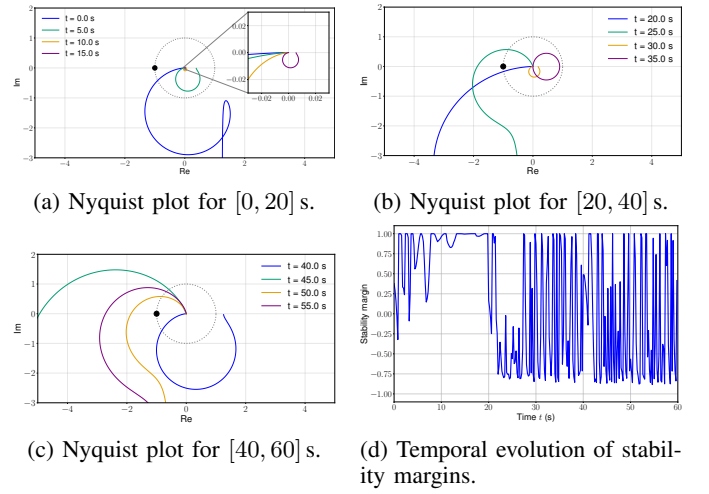 t = 0.0 s
t = 5.0 s
t = 10.0 s
t = 15.0 s
0.03
0.00
−0.02
−0.02
0.00
0.02
2
1
0
−1
−2
−3
Im
−4
−2
0
2
4
Re
(a) Nyquist plot for [0, 20] s.
t = 20.0 s
t = 25.0 s
t = 30.0 s
t = 35.0 s
2
1
0
−1
−2
−3
Im
−4
−2
0
2
4
Re
(b) Nyquist plot for [20, 40] s.
t = 40.0 s
t = 45.0 s
t = 50.0 s
t = 55.0 s
2
1
0
−1
−2
−3
Im
−4
−2
0
2
4
Re
(c) Nyquist plot for [40, 60] s.
1.00
0.75
0.50
0.25
0.00
−0.25
−0.50
−0.75
−1.00
Stability margin
0
10
20
30
40
50
60
Time t (s)
(d) Temporal evolution of stabil-
ity margins.